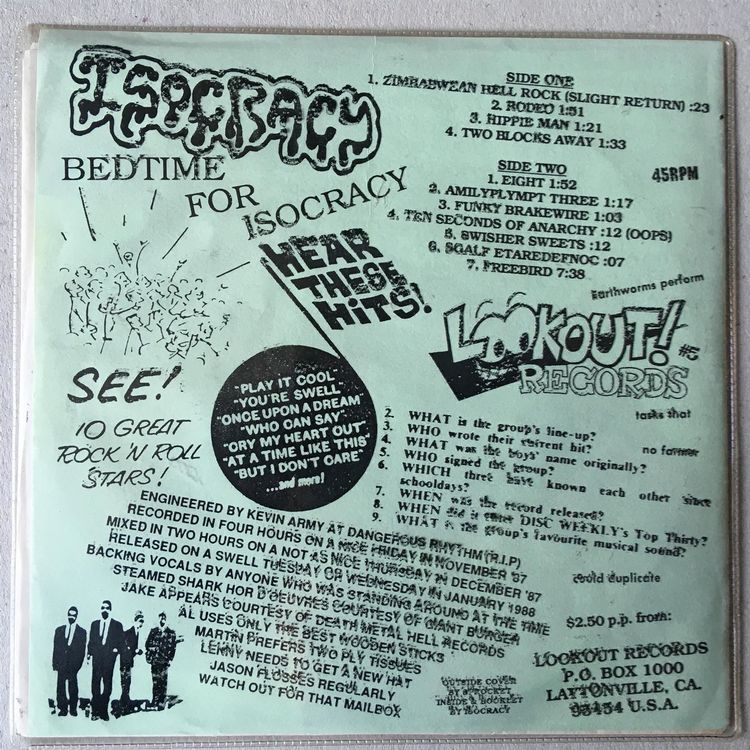 ISOCRACY
BEDTIME
FOR
ISOCRACY
SIDE ONE
1. ZIMBABWEAN HELL ROCK (SLIGHT RETURN) :23
2. RODEO 1:51
3. HIPPIE MAN 1:21
4. TWO BLOCKS AWAY 1:33
SIDE TWO
1. EIGHT 1:52
2. AMILYPLYMPT THREE 1:17
3. FUNKY BRAKEWIRE 1:03
4. TEN SECONDS OF ANARCHY :12 (OOPS)
5. SWISHER SWEETS :12
6. SGALF ETAREDEFNOC :07
7. FREEBIRD 7:38
45RPM
HEAR
THESE
HITS!
"PLAY IT COOL"
"YOU'RE SWELL"
"ONCE UPON A DREAM"
"WHO CAN SAY"
"CRY MY HEART OUT"
"AT A TIME LIKE THIS"
"BUT I DON'T CARE"
...and more!
SEE!
10 GREAT
ROCK 'N ROLL
STARS!
Earthworms perform
LOOKOUT!
RECORDS
#5
tasks that
2. WHAT is the group's line-up?
3. WHO wrote their current hit?
4. WHAT was the boys' name originally?
5. WHO signed the group?
6. WHICH three have known each other since
schooldays?
7. WHEN was the record released?
8. WHEN did it enter DISC WEEKLY's Top Thirty?
9. WHAT is the group's favourite musical sound?
no farmer
could duplicate
ENGINEERED BY KEVIN ARMY AT DANGEROUS RHYTHM (R.I.P)
RECORDED IN FOUR HOURS ON A NICE FRIDAY IN NOVEMBER '87
MIXED IN TWO HOURS ON A NOT AS NICE THURSDAY IN DECEMBER '87
RELEASED ON A SWELL TUESDAY OR WEDNESDAY IN JANUARY 1988
BACKING VOCALS BY ANYONE WHO WAS STANDING AROUND AT THE TIME
STEAMED SHARK HOR D'OEUVRES COURTESY OF GIANT BURGER
JAKE APPEARS COURTESY OF DEATH METAL HELL RECORDS
AL USES ONLY THE BEST WOODEN STICKS
MARTIN PREFERS TWO PLY TISSUES
LENNY NEEDS TO GET A NEW HAT
JASON FLOSSES REGULARLY
WATCH OUT FOR THAT MAILBOX
OUTSIDE COVER
BY SPROCKET
INSIDE & BOOKLET
BY ISOCRACY
$2.50 p.p. from:
LOOKOUT RECORDS
P.O. BOX 1000
LAYTONVILLE, CA.
95454 U.S.A.